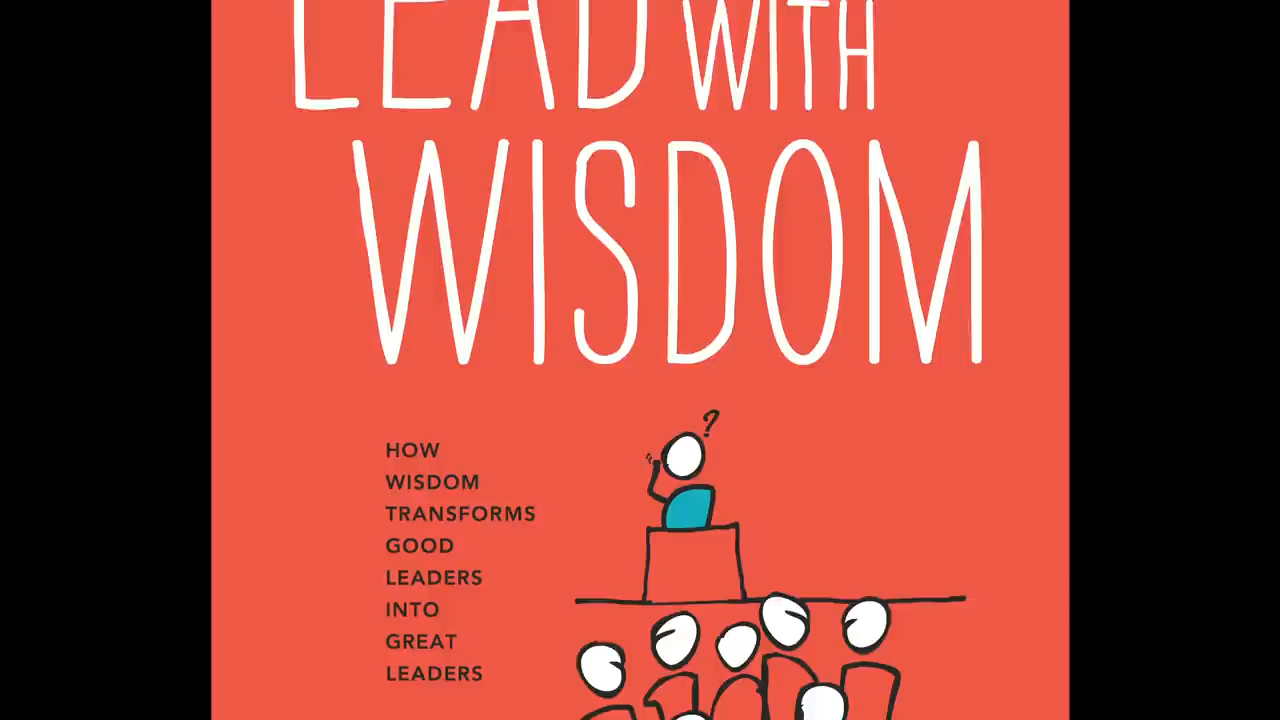 LEAD WITH
WISDOM
?
HOW
WISDOM
TRANSFORMS
GOOD
LEADERS
INTO
GREAT
LEADERS